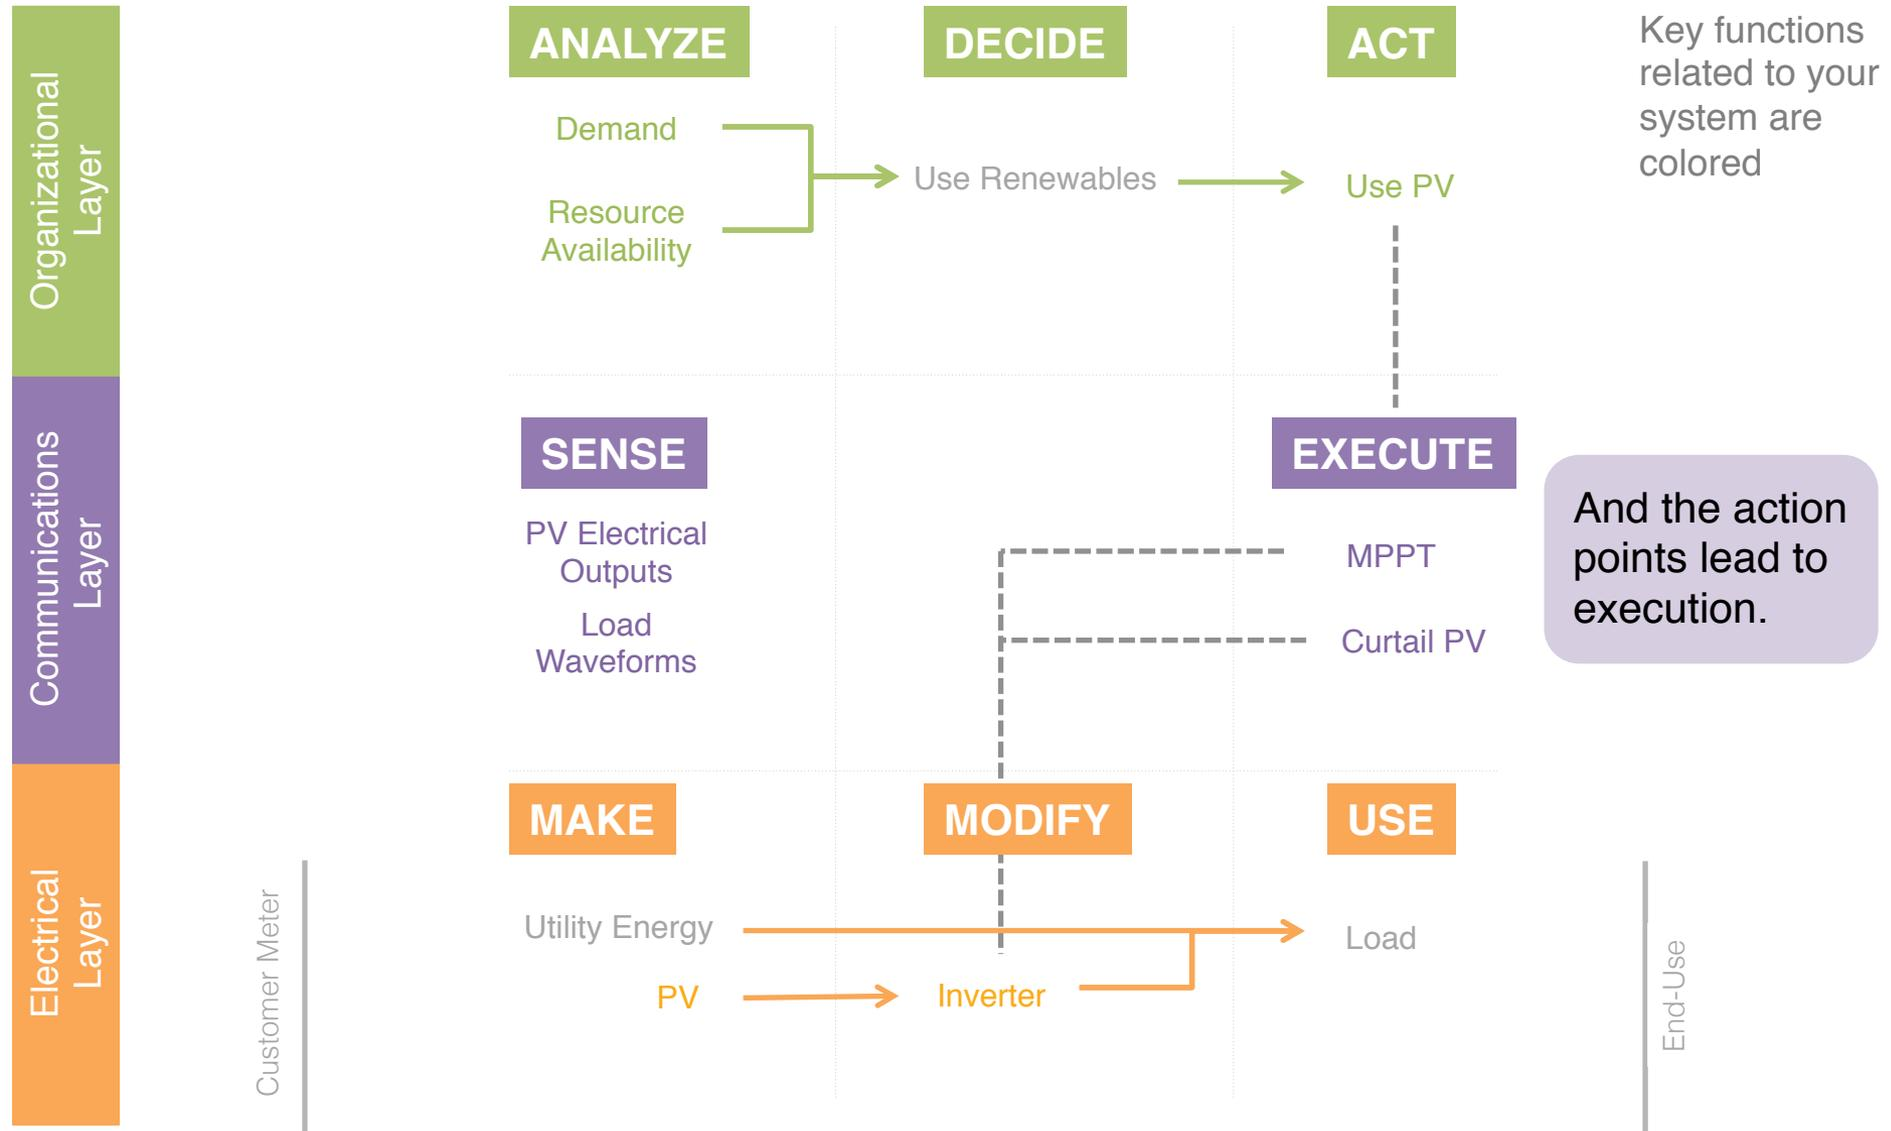 Organizational
Layer
ANALYZE
DECIDE
ACT
Key functions
related to your
system are
colored
Demand
Resource
Availability
Use Renewables
Use PV
Communications
Layer
SENSE
EXECUTE
PV Electrical
Outputs
Load
Waveforms
MPPT
Curtail PV
And the action
points lead to
execution.
Electrical
Layer
MAKE
MODIFY
USE
Customer Meter
Utility Energy
Load
PV
Inverter
End-Use